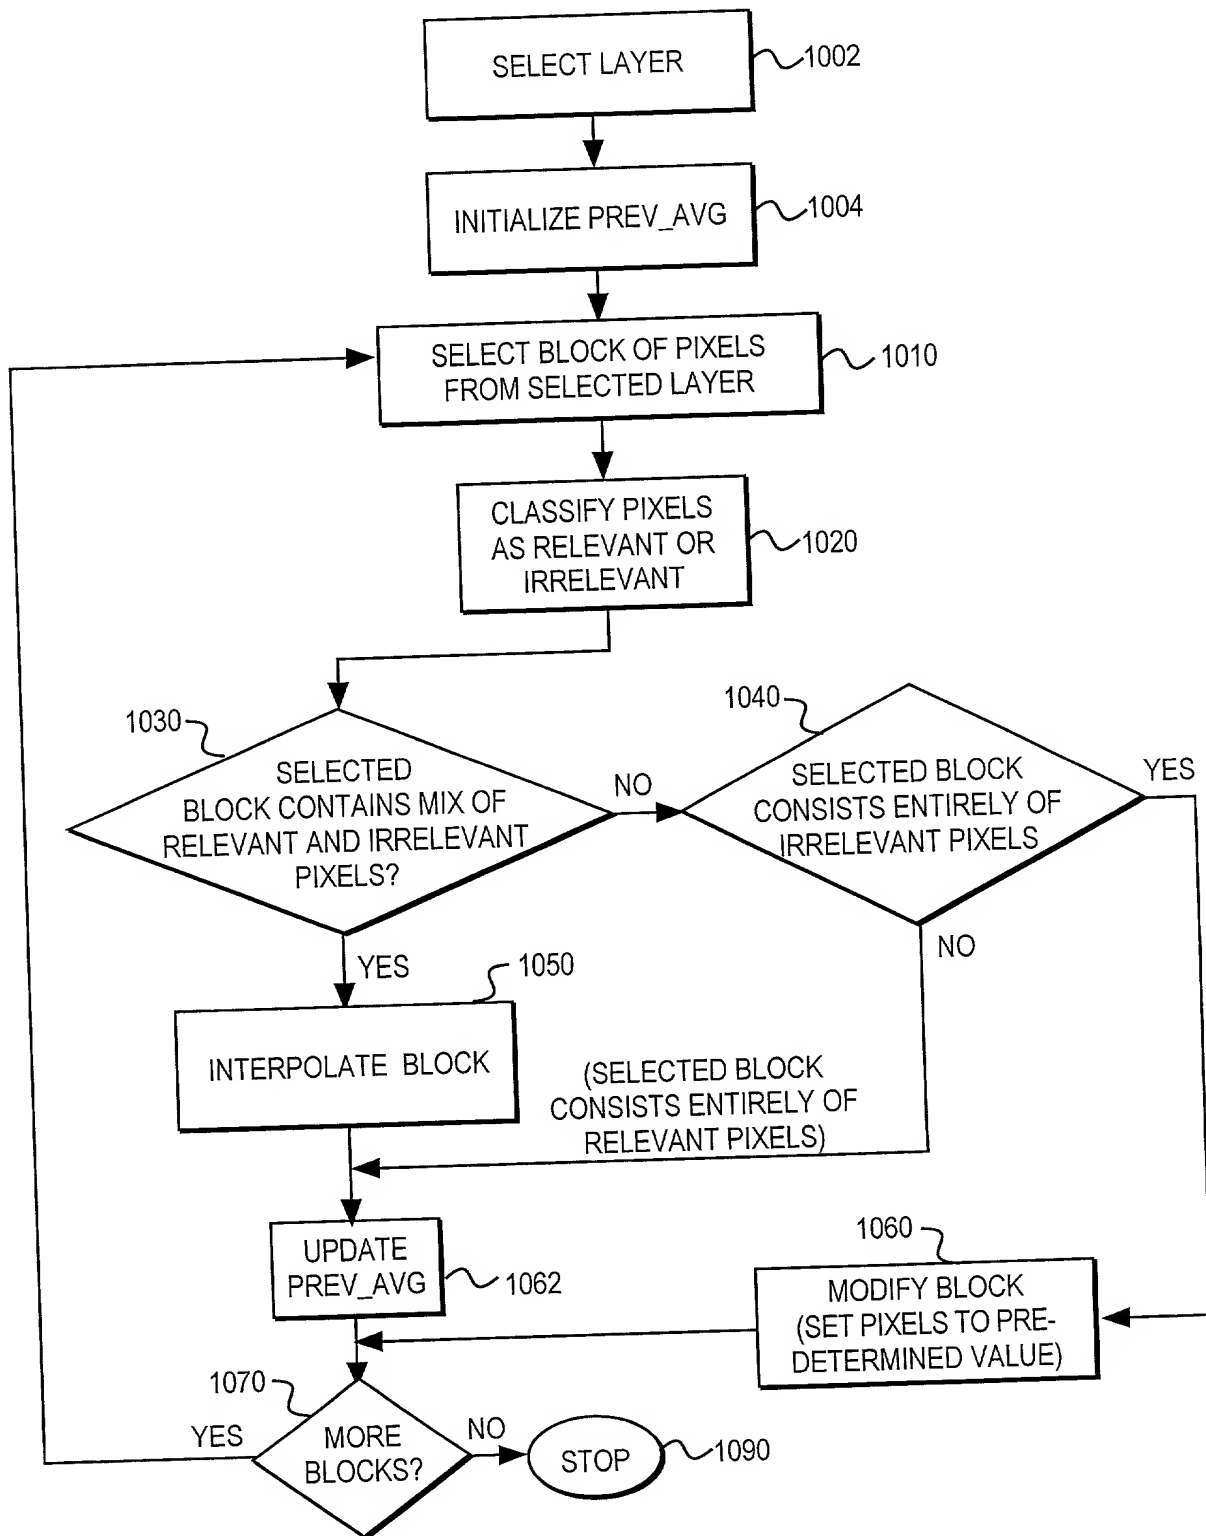 SELECT LAYER
1002
INITIALIZE PREV_AVG
1004
SELECT BLOCK OF PIXELS
FROM SELECTED LAYER
1010
CLASSIFY PIXELS
AS RELEVANT OR
IRRELEVANT
1020
1030
SELECTED
BLOCK CONTAINS MIX OF
RELEVANT AND IRRELEVANT
PIXELS?
NO
1040
SELECTED BLOCK
CONSISTS ENTIRELY OF
IRRELEVANT PIXELS
YES
NO
YES
1050
INTERPOLATE BLOCK
(SELECTED BLOCK
CONSISTS ENTIRELY OF
RELEVANT PIXELS)
UPDATE
PREV_AVG
1062
1060
MODIFY BLOCK
(SET PIXELS TO PRE-
DETERMINED VALUE)
1070
YES
MORE
BLOCKS?
NO
STOP
1090